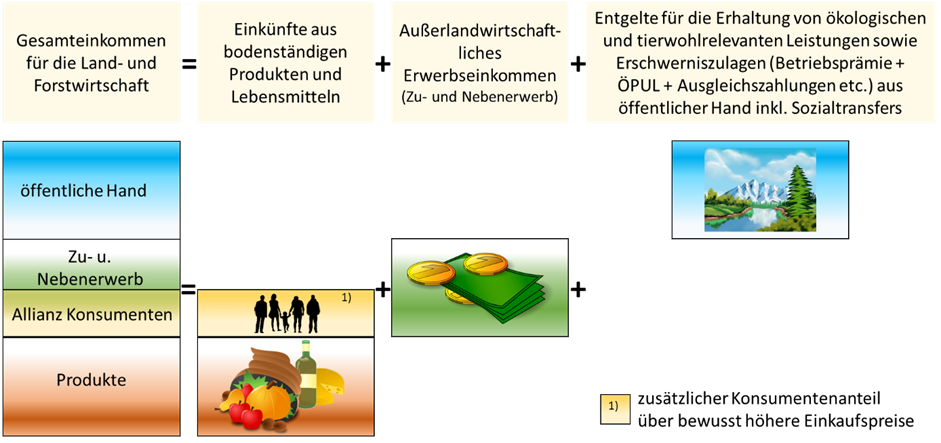 Gesamteinkommen
für die Land- und
Forstwirtschaft
=
Einkünfte aus
bodenständigen
Produkten und
Lebensmitteln
+
Außerlandwirtschaft-
liches
Erwerbseinkommen
(Zu- und Nebenerwerb)
+
Entgelte für die Erhaltung von ökologischen
und tierwohlrelevanten Leistungen sowie
Erschwerniszulagen (Betriebsprämie +
ÖPUL + Ausgleichszahlungen etc.) aus
öffentlicher Hand inkl. Sozialtransfers
öffentliche Hand
Zu- u.
Nebenerwerb
Allianz Konsumenten
Produkte
=
1)
+
+
1)
zusätzlicher Konsumentenanteil
über bewusst höhere Einkaufspreise